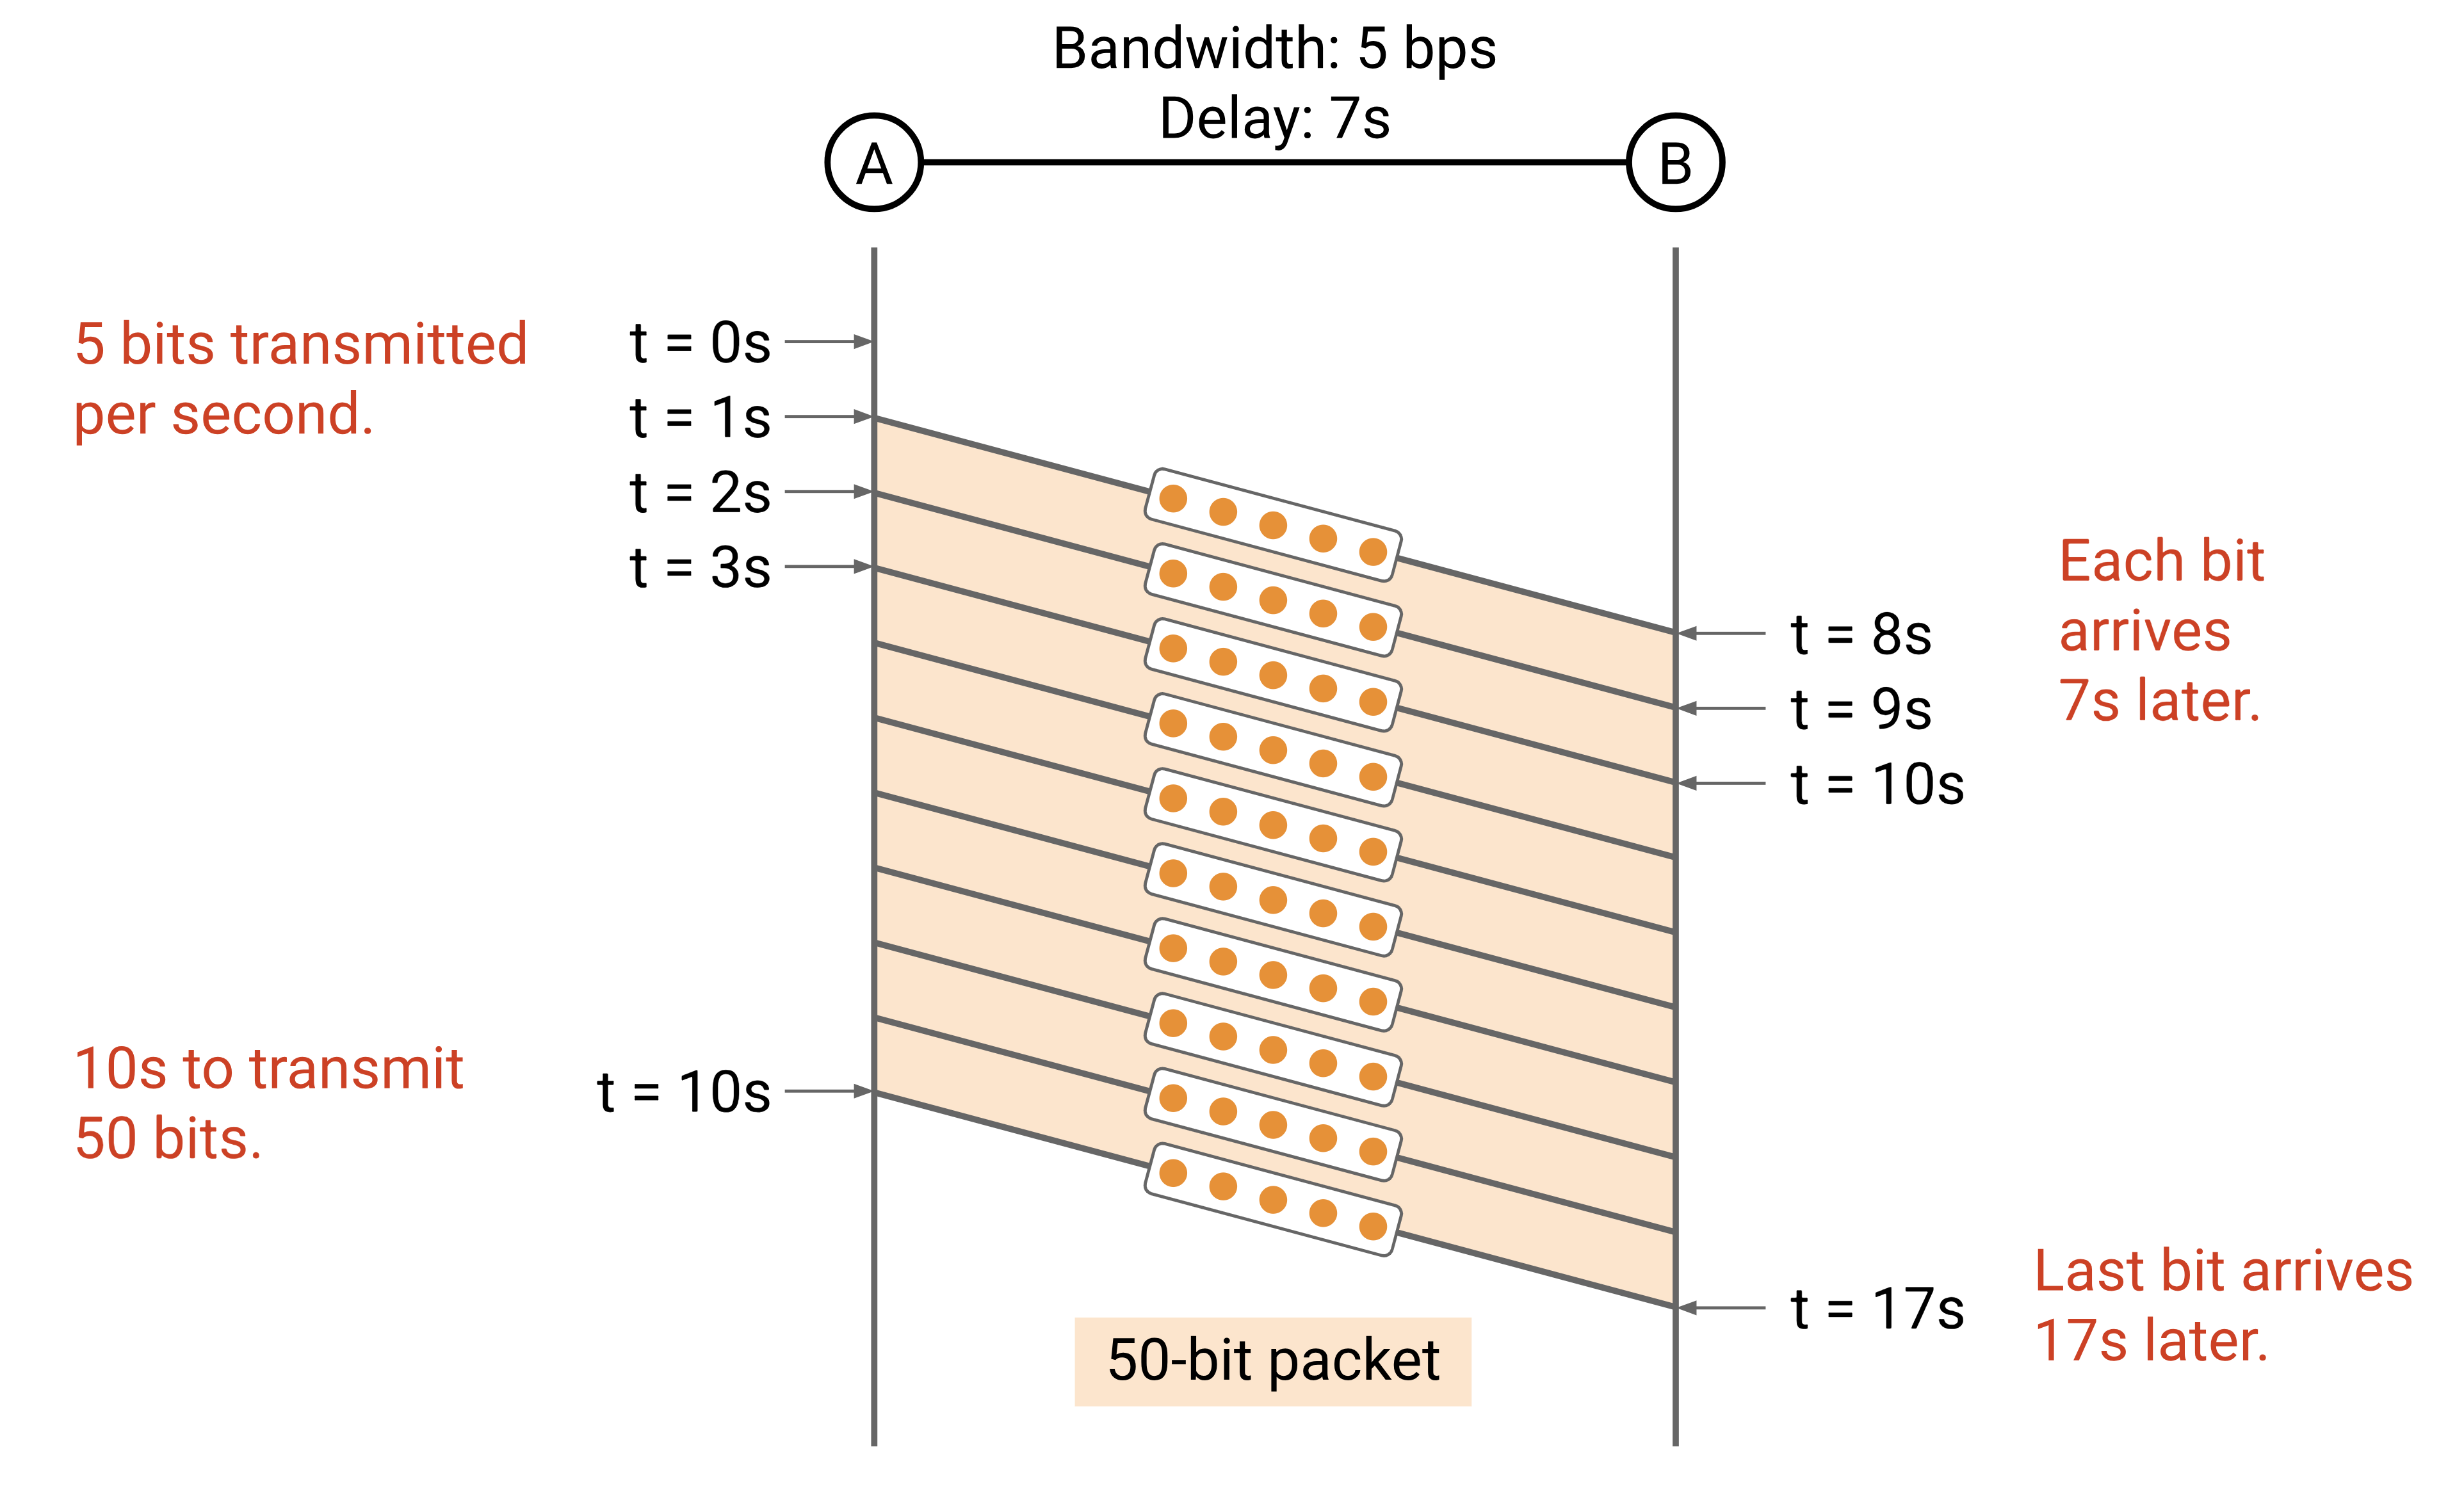 Bandwidth: 5 bps
Delay: 7s
A
B
5 bits transmitted
per second.
t = 0s
t = 1s
t = 2s
t = 3s
Each bit
arrives
7s later.
t = 8s
t = 9s
t = 10s
10s to transmit
50 bits.
t = 10s
Last bit arrives
17s later.
t = 17s
50-bit packet